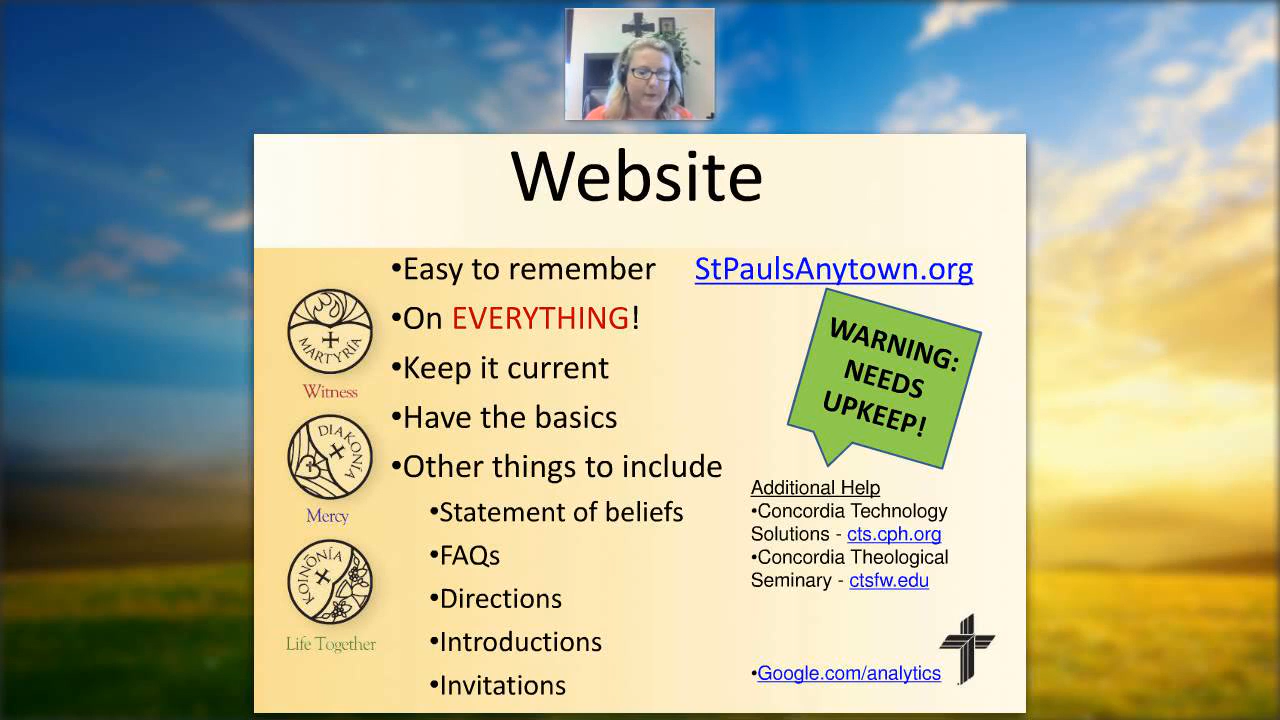 Website
•Easy to remember StPaulsAnytown.org
•On EVERYTHING!
•Keep it current
•Have the basics
•Other things to include
•Statement of beliefs
•FAQs
•Directions
•Introductions
•Invitations
MARTYRIA
Witness
DIAKONIA
Mercy
KOINŌNÍA
Life Together
WARNING:
NEEDS
UPKEEP!
Additional Help
•Concordia Technology
Solutions - cts.cph.org
•Concordia Theological
Seminary - ctsfw.edu
•Google.com/analytics